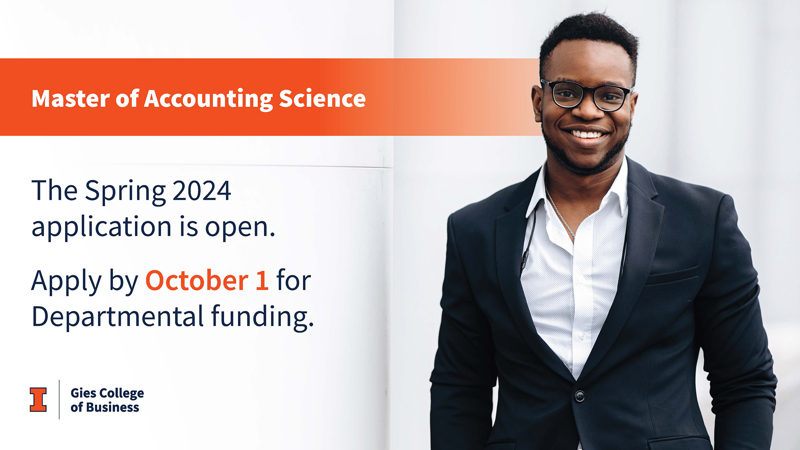 Master of Accounting Science
The Spring 2024
application is open.
Apply by October 1 for
Departmental funding.
I
Gies College
of Business